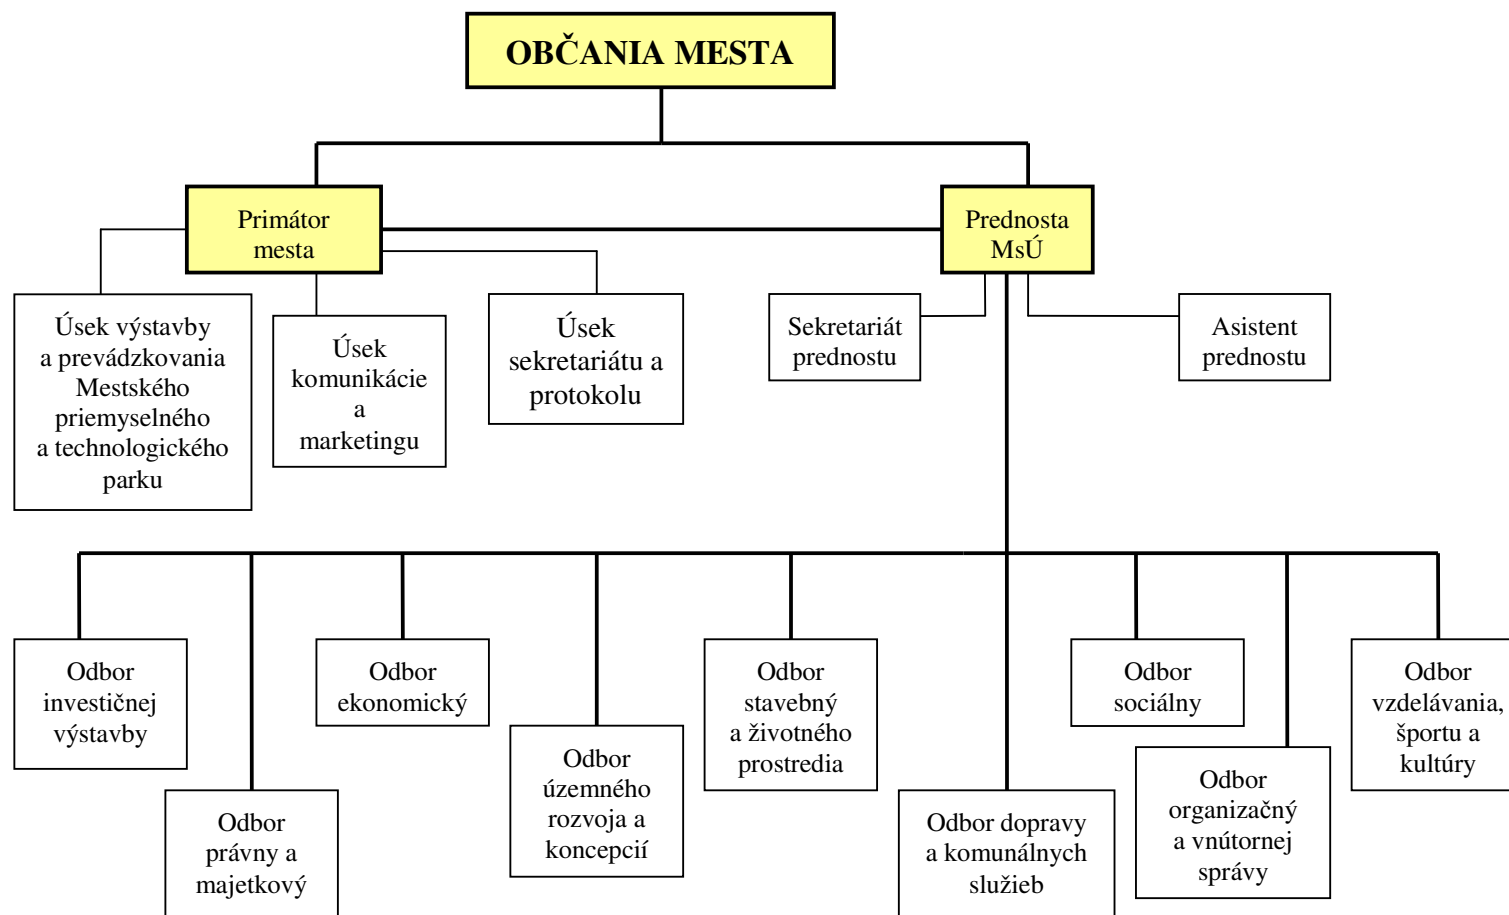 OBČANIA MESTA
Primátor
mesta
Prednosta
MsÚ
Úsek výstavby
a prevádzkovania
Mestského
priemyselného
a technologického
parku
Úsek
komunikácie
a
marketingu
Úsek
sekretariátu a
protokolu
Sekretariát
prednostu
Asistent
prednostu
Odbor
investičnej
výstavby
Odbor
právny a
majetkový
Odbor
ekonomický
Odbor
územného
rozvoja a
koncepcií
Odbor
stavebný
a životného
prostredia
Odbor dopravy
a komunálnych
služieb
Odbor
sociálny
Odbor
organizačný
a vnútornej
správy
Odbor
vzdelávania,
športu a
kultúry